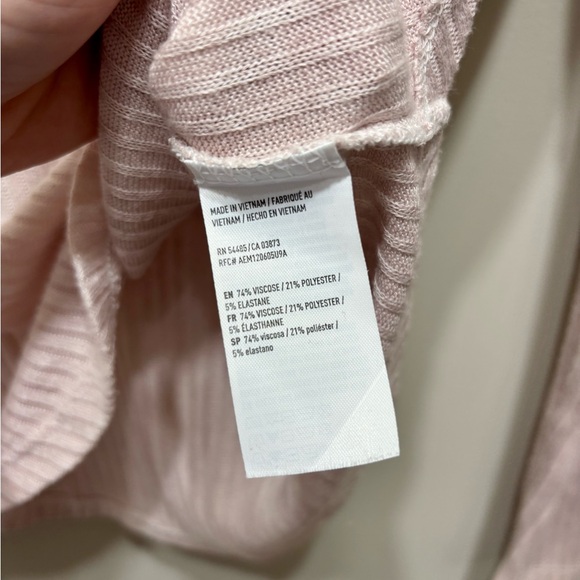 MADE IN VIETNAM / FABRIQUÉ AU
VIETNAM / HECHO EN VIETNAM
RN 54485 / CA 03873
RFC# AEM120605U9A
EN 74% VISCOSE / 21% POLYESTER /
5% ELASTANE
FR 74% VISCOSE / 21% POLYESTER /
5% ÉLASTHANNE
SP 74% viscosa / 21% poliéster /
5% elastano